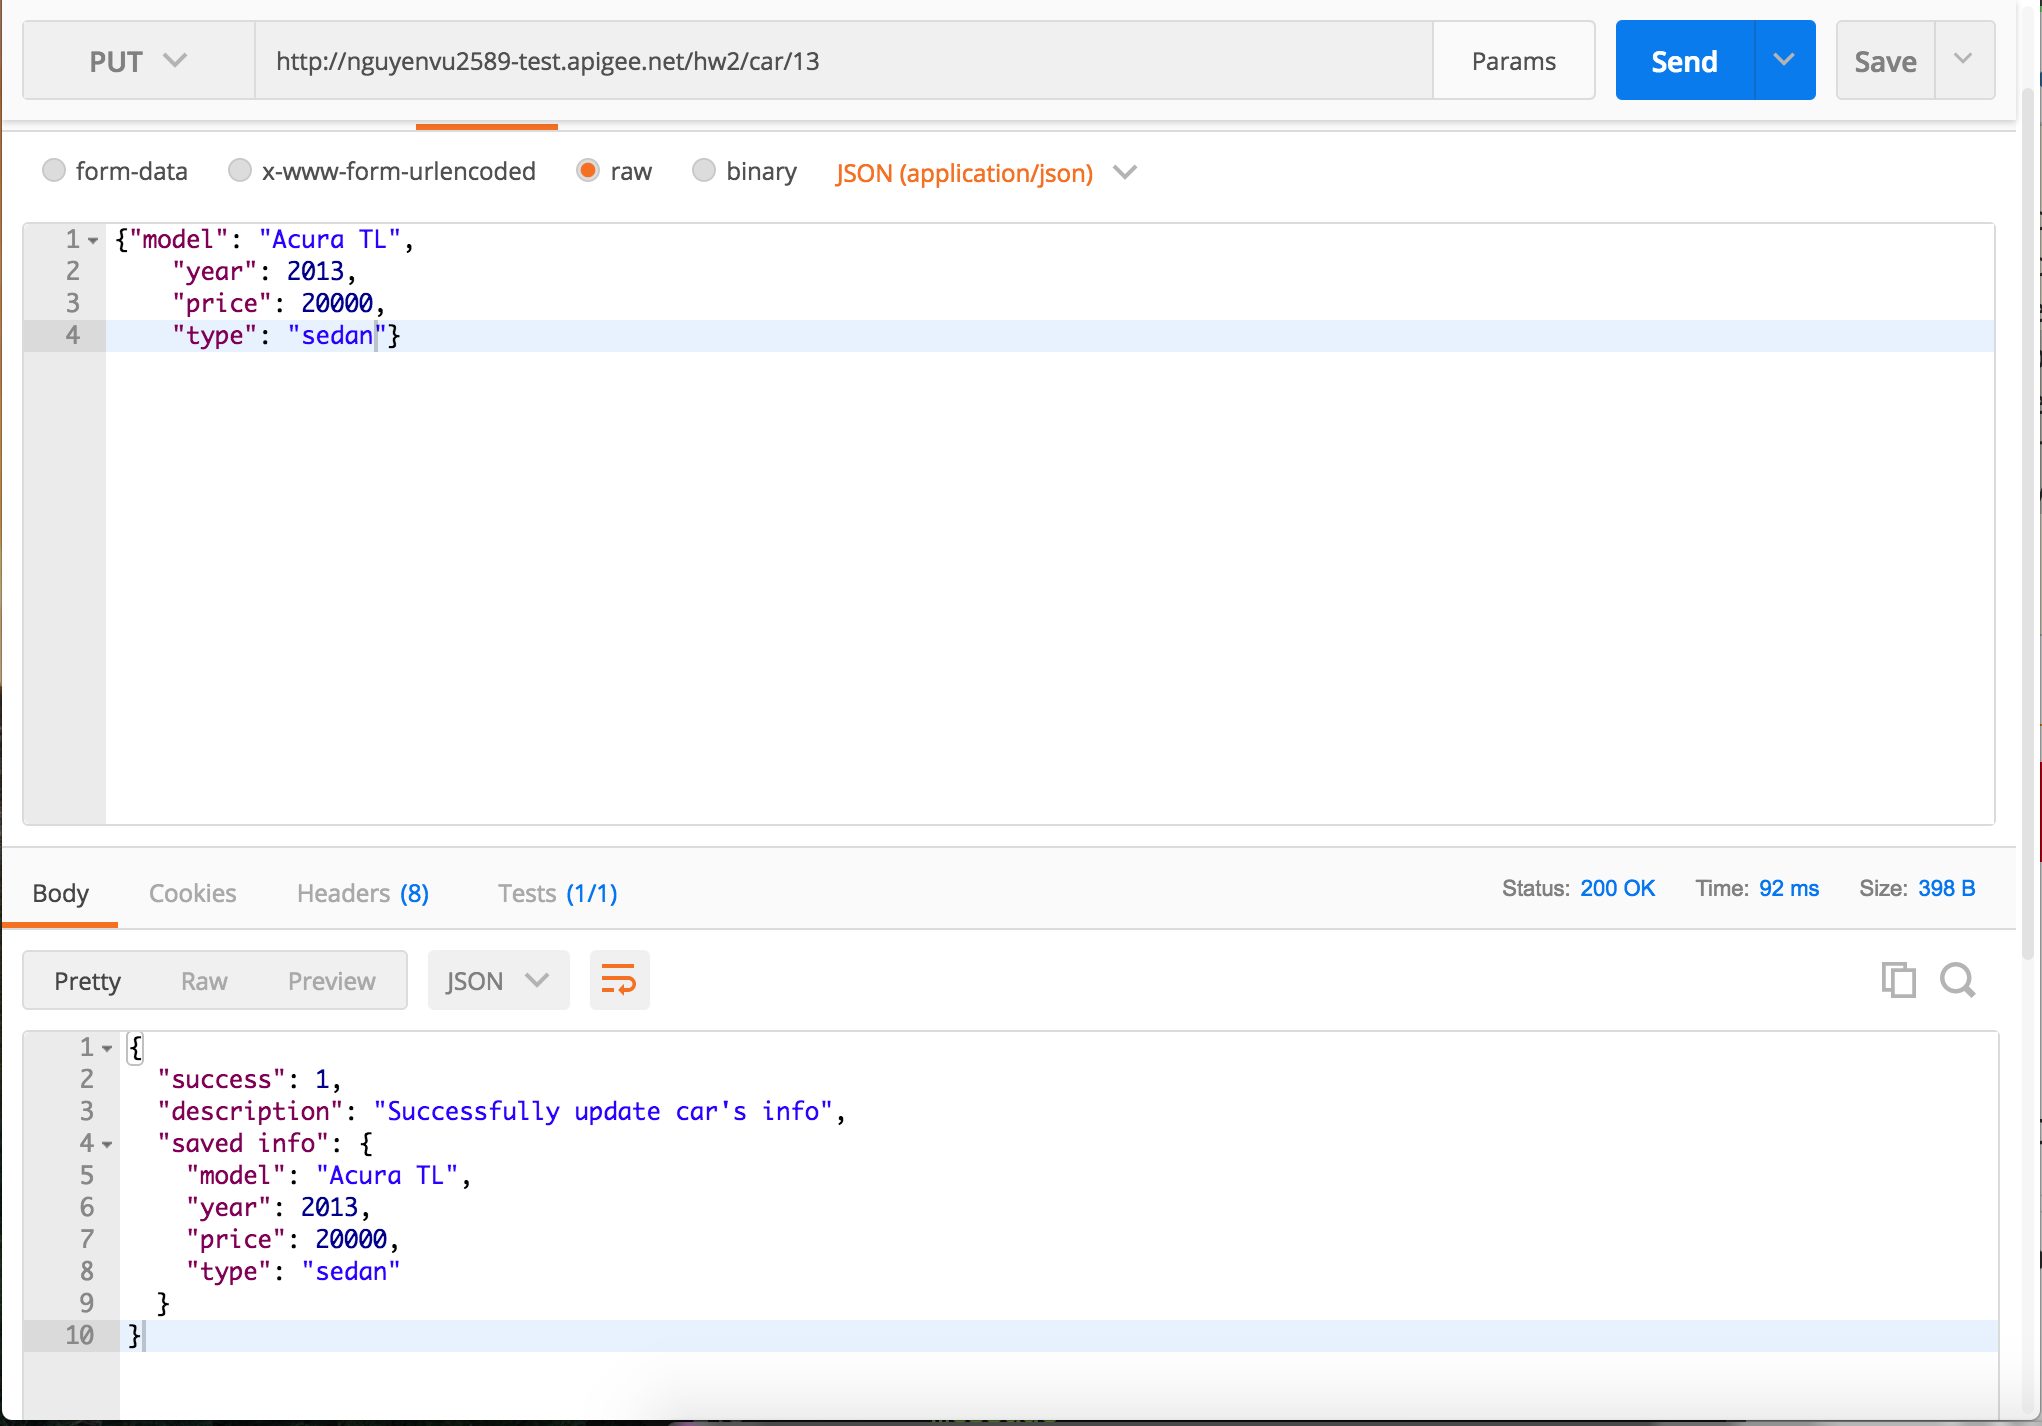 PUT http://nguyenvu2589-test.apigee.net/hw2/car/13 Params Send Save
form-data x-www-form-urlencoded raw binary JSON (application/json)
1 {"model": "Acura TL",
2 "year": 2013,
3 "price": 20000,
4 "type": "sedan"}
Body Cookies Headers (8) Tests (1/1) Status: 200 OK Time: 92 ms Size: 398 B
Pretty Raw Preview JSON
1 {
2 "success": 1,
3 "description": "Successfully update car's info",
4 "saved info": {
5 "model": "Acura TL",
6 "year": 2013,
7 "price": 20000,
8 "type": "sedan"
9 }
10 }